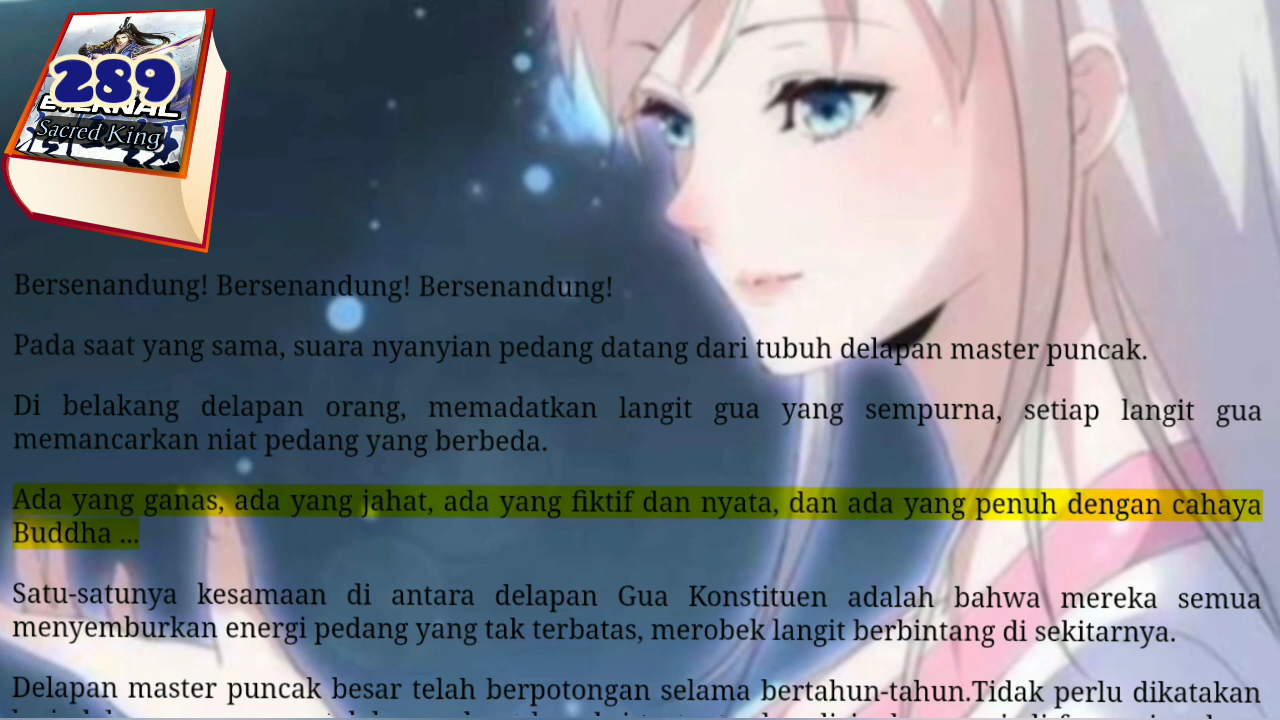 289
ETERNAL
Sacred King
Bersenandung! Bersenandung! Bersenandung!
Pada saat yang sama, suara nyanyian pedang datang dari tubuh delapan master puncak.
Di belakang delapan orang, memadatkan langit gua yang sempurna, setiap langit gua
memancarkan niat pedang yang berbeda.
Ada yang ganas, ada yang jahat, ada yang fiktif dan nyata, dan ada yang penuh dengan cahaya
Buddha ...
Satu-satunya kesamaan di antara delapan Gua Konstituen adalah bahwa mereka semua
menyemburkan energi pedang yang tak terbatas, merobek langit berbintang di sekitarnya.
Delapan master puncak besar telah berpotongan selama bertahun-tahun.Tidak perlu dikatakan